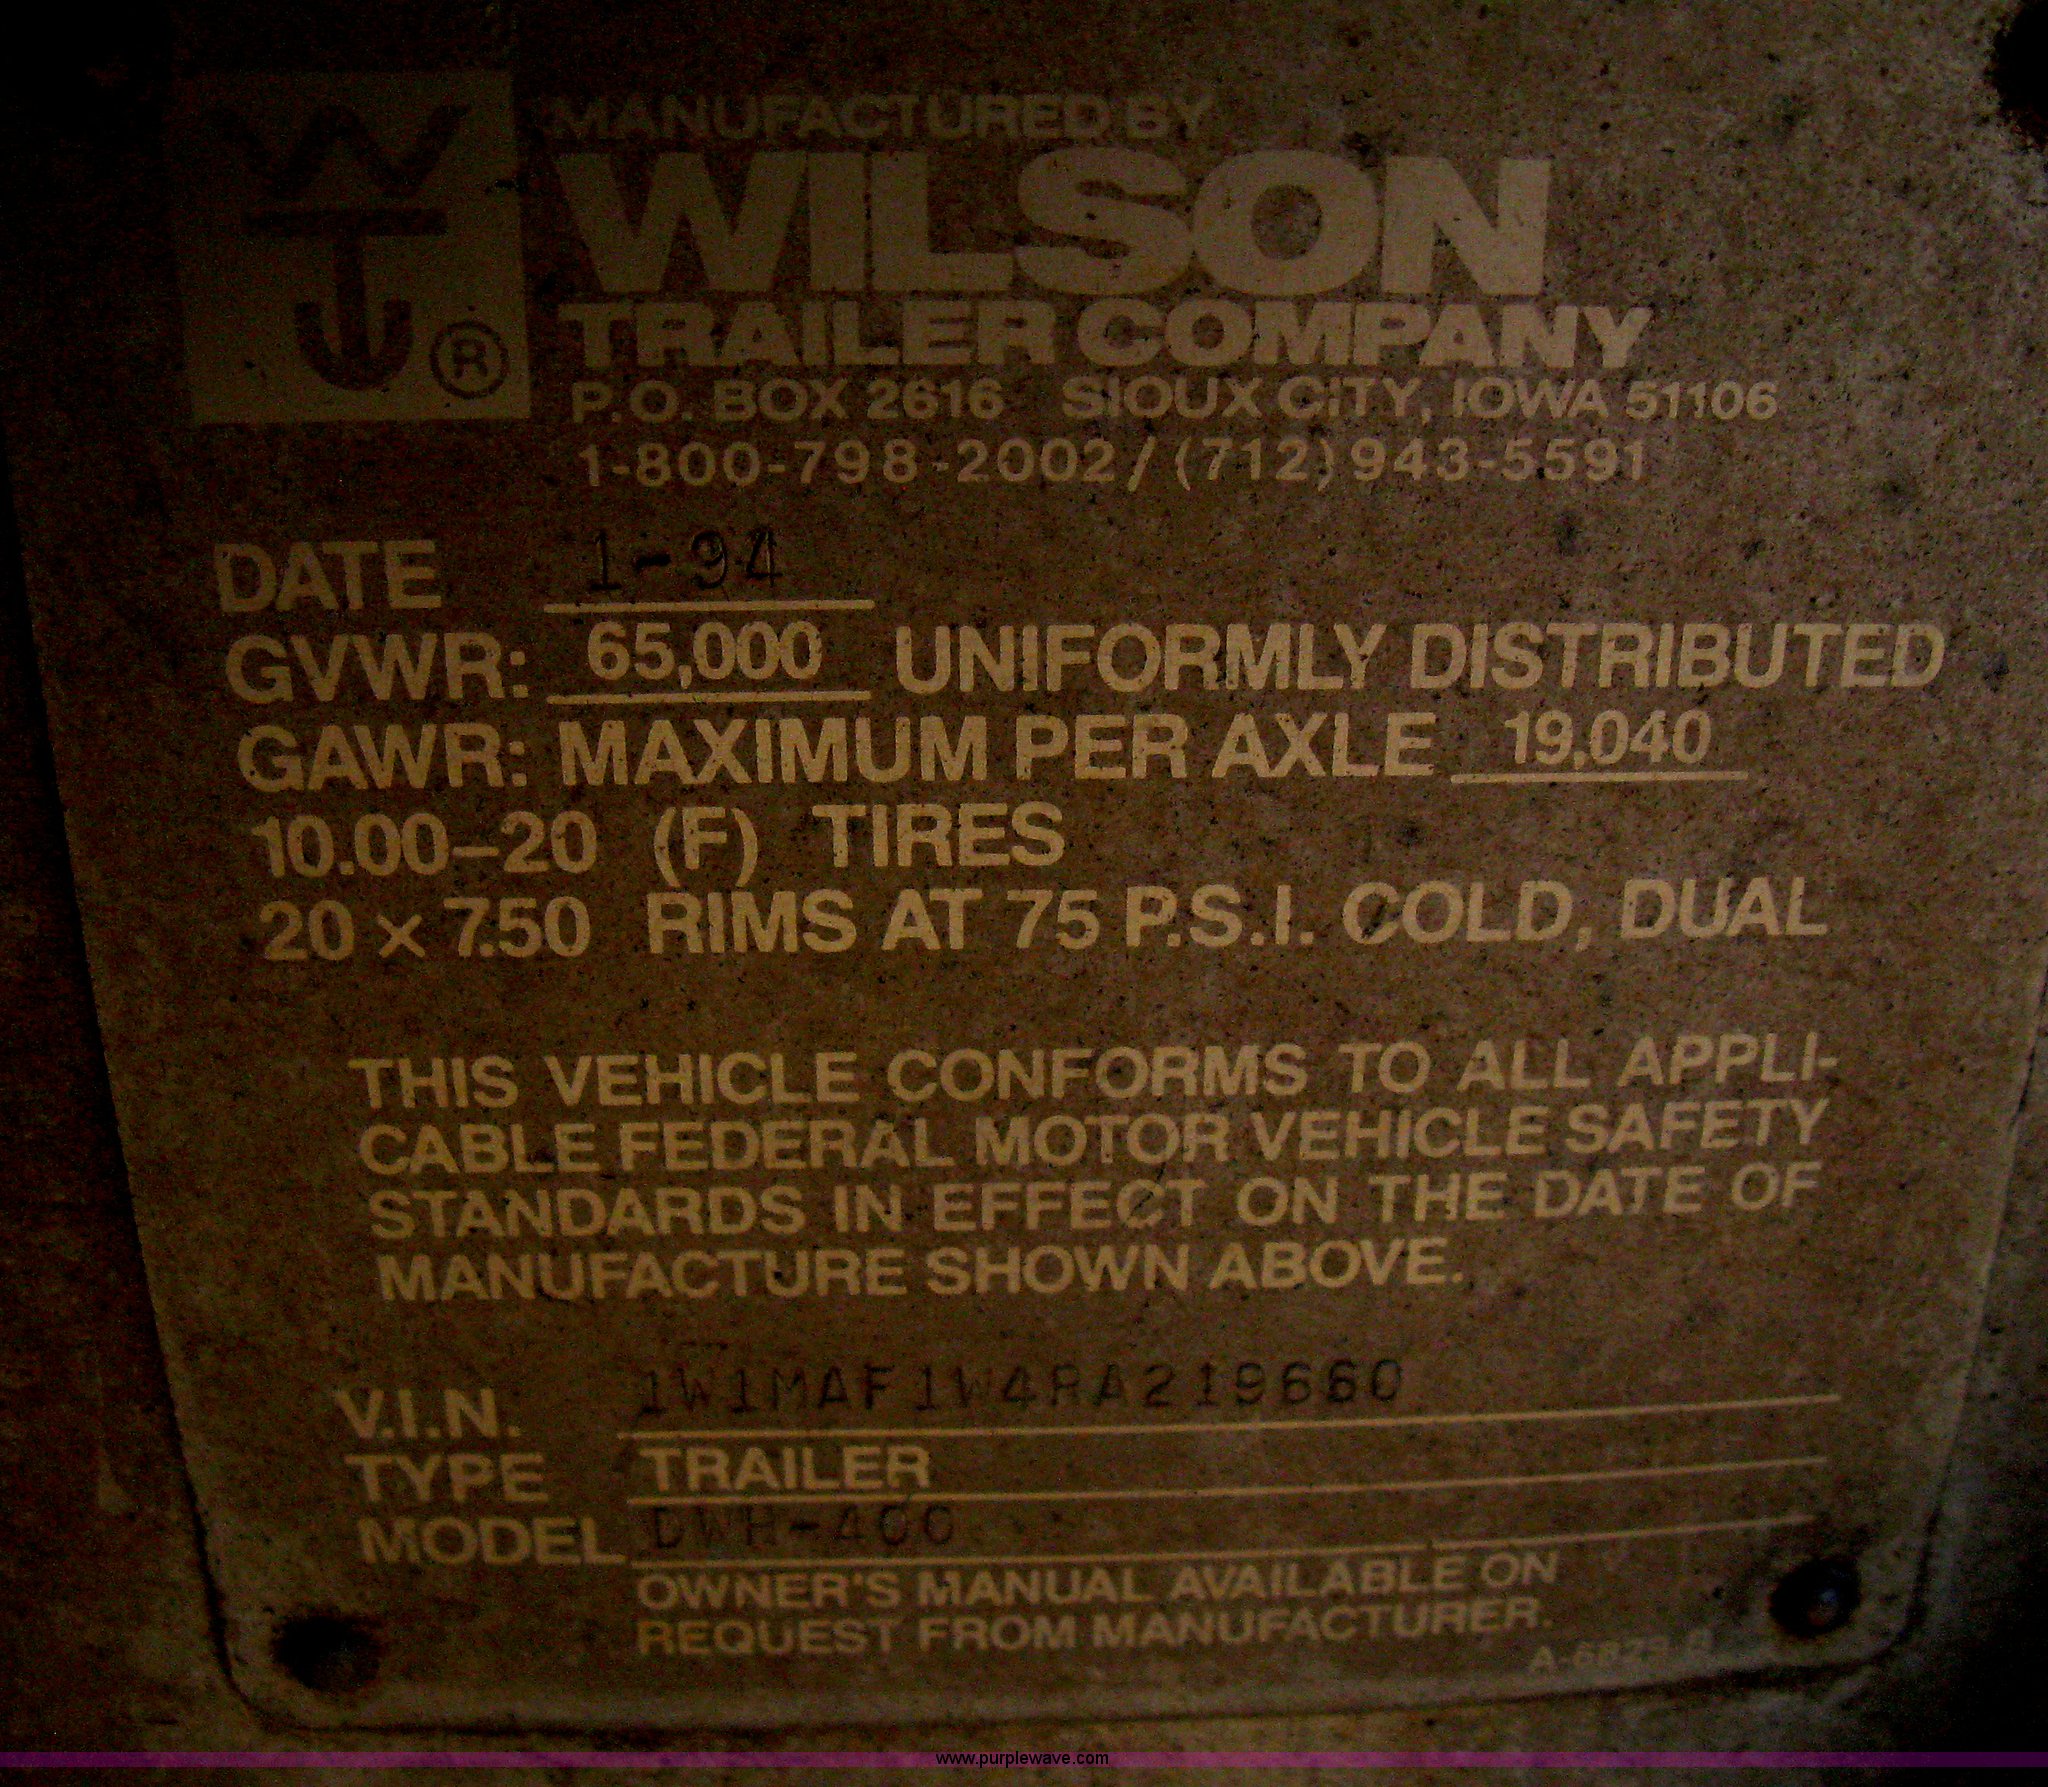 MANUFACTURED BY
WILSON
TRAILER COMPANY
®
P.O. BOX 2616 SIOUX CITY, IOWA 51106
1-800-798-2002/(712)943-5591
DATE 1-94
GVWR: 65,000 UNIFORMLY DISTRIBUTED
GAWR: MAXIMUM PER AXLE 19,040
10.00–20 (F) TIRES
20 × 7.50 RIMS AT 75 P.S.I. COLD, DUAL
THIS VEHICLE CONFORMS TO ALL APPLI-
CABLE FEDERAL MOTOR VEHICLE SAFETY
STANDARDS IN EFFECT ON THE DATE OF
MANUFACTURE SHOWN ABOVE.
V.I.N. 1W1MAF1W4RA219660
TYPE TRAILER
MODEL DWH-400
OWNER'S MANUAL AVAILABLE ON
REQUEST FROM MANUFACTURER.
www.purplewave.com